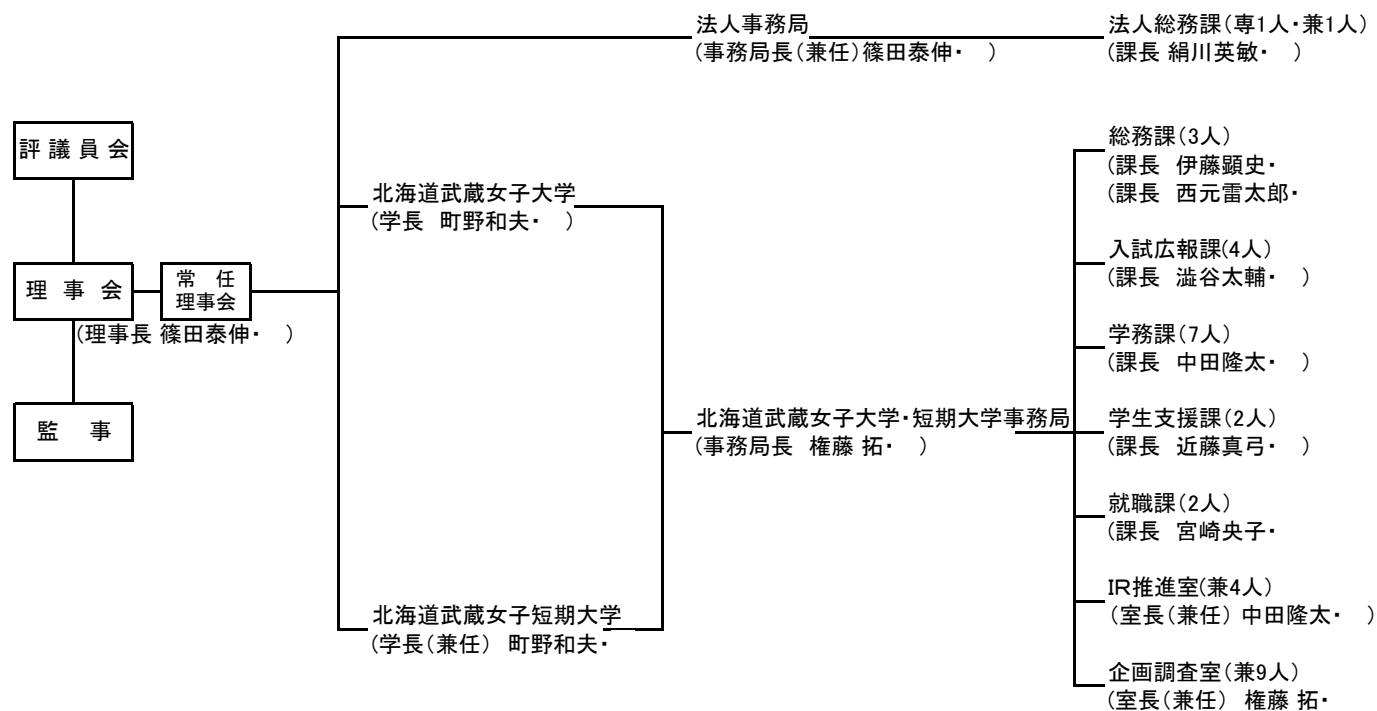 評議員会
理事会
常任
理事会
(理事長 篠田泰伸・ )
監事
法人事務局
(事務局長(兼任)篠田泰伸・ )
法人総務課(専1人・兼1人)
(課長 絹川英敏・ )
北海道武蔵女子大学
(学長 町野和夫・ )
北海道武蔵女子短期大学
(学長(兼任) 町野和夫・
北海道武蔵女子大学・短期大学事務局
(事務局長 権藤 拓・ )
総務課(3人)
(課長 伊藤顕史・
(課長 西元雷太郎・
入試広報課(4人)
(課長 澁谷太輔・ )
学務課(7人)
(課長 中田隆太・ )
学生支援課(2人)
(課長 近藤真弓・ )
就職課(2人)
(課長 宮崎央子・
IR推進室(兼4人)
(室長(兼任) 中田隆太・ )
企画調査室(兼9人)
(室長(兼任) 権藤 拓・